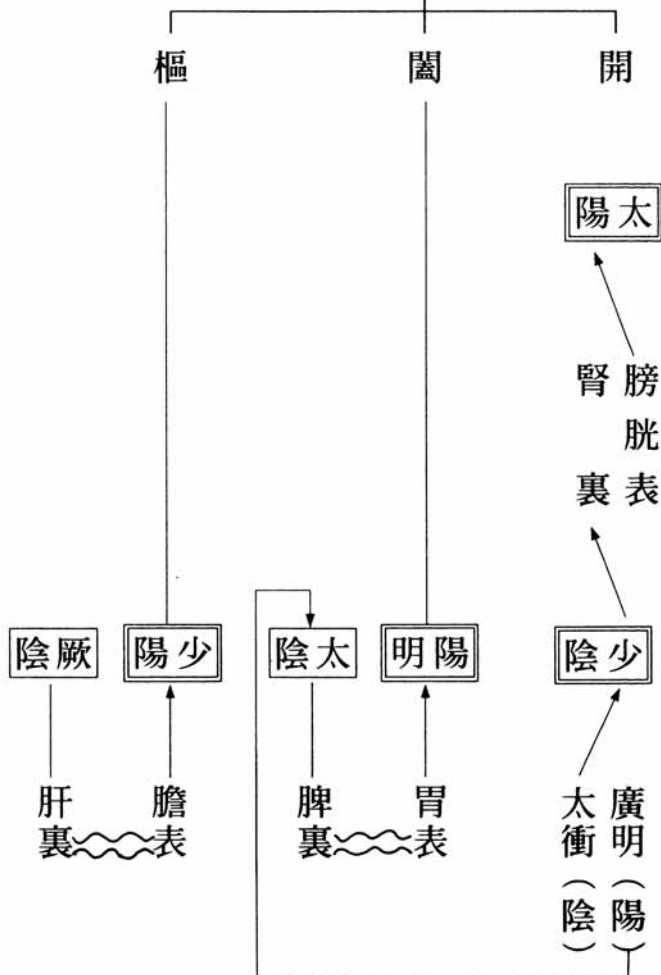 開
闔
樞
太陽
膀胱表
腎裏
少陰
陽明
太陰
少陽
厥陰
廣明（陽）
太衝（陰）
胃表
脾裏
膽表
肝裏